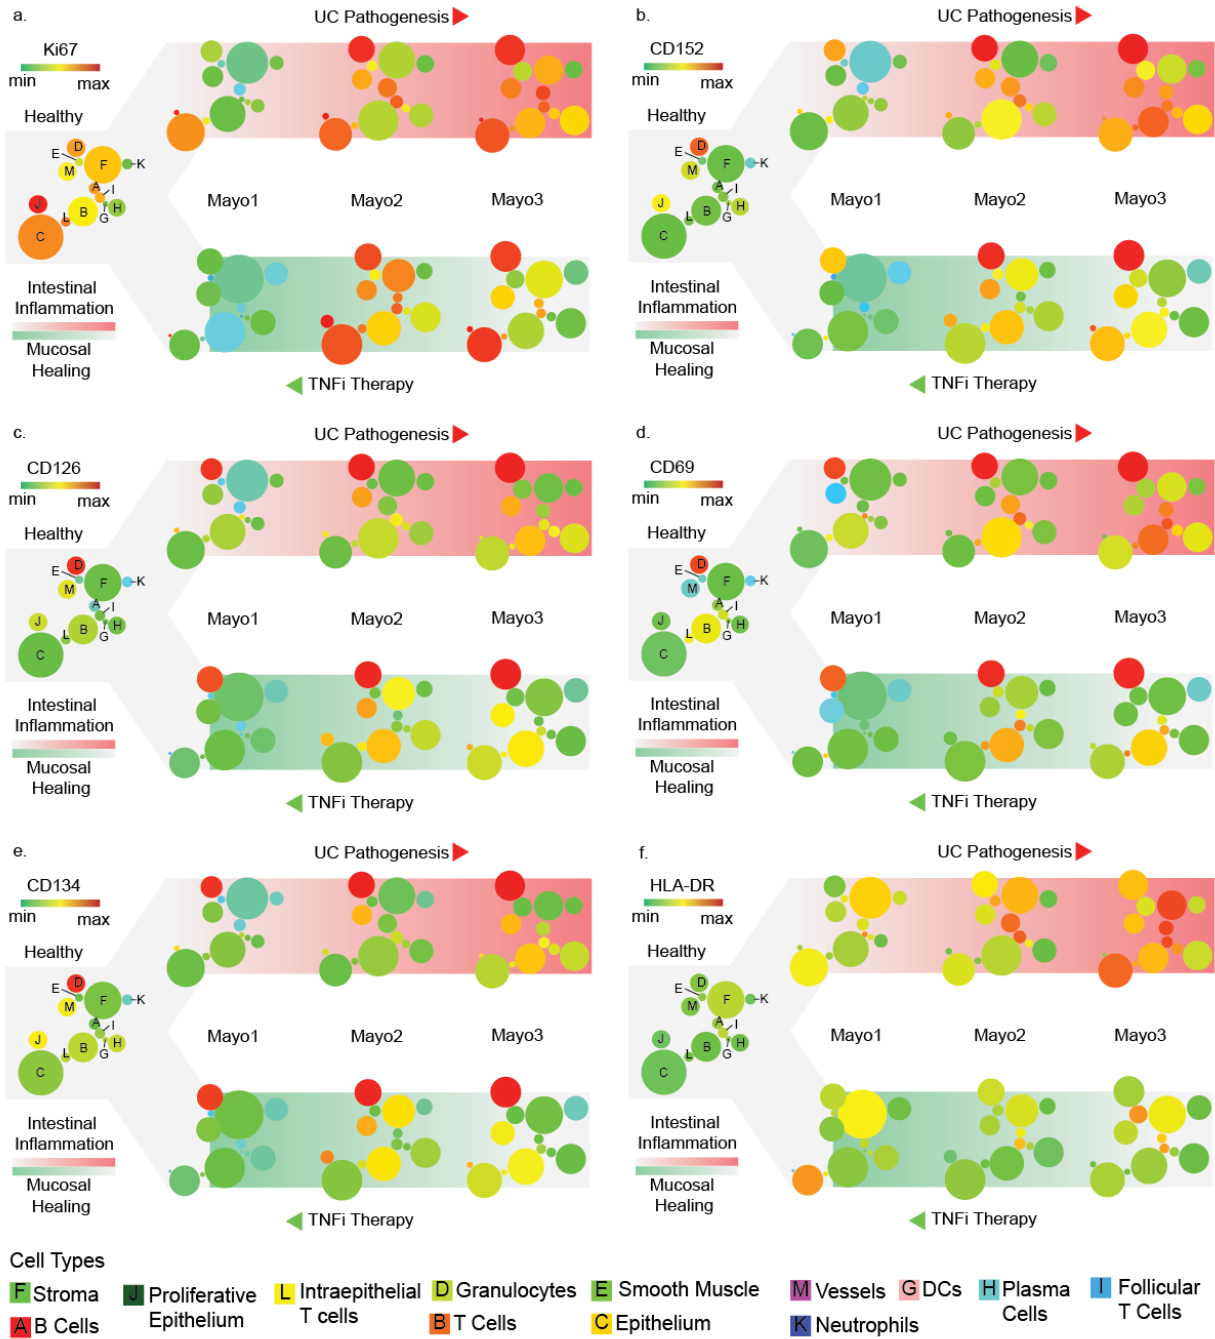 a.
UC Pathogenesis
Ki67
min max
Healthy
D
E
F
K
M
A
I
J
L
B
G
H
C
Mayo1 Mayo2 Mayo3
Intestinal
Inflammation
Mucosal
Healing
TNFi Therapy
b.
UC Pathogenesis
CD152
min max
Healthy
D
E
F
K
M
A
I
J
L
B
G
H
C
Mayo1 Mayo2 Mayo3
Intestinal
Inflammation
Mucosal
Healing
TNFi Therapy
c.
UC Pathogenesis
CD126
min max
Healthy
D
E
F
K
M
A
I
J
L
B
G
H
C
Mayo1 Mayo2 Mayo3
Intestinal
Inflammation
Mucosal
Healing
TNFi Therapy
d.
UC Pathogenesis
CD69
min max
Healthy
D
E
F
K
M
A
I
J
L
B
G
H
C
Mayo1 Mayo2 Mayo3
Intestinal
Inflammation
Mucosal
Healing
TNFi Therapy
e.
UC Pathogenesis
CD134
min max
Healthy
D
E
F
K
M
A
I
J
L
B
G
H
C
Mayo1 Mayo2 Mayo3
Intestinal
Inflammation
Mucosal
Healing
TNFi Therapy
f.
UC Pathogenesis
HLA-DR
min max
Healthy
D
E
F
K
M
A
I
J
L
B
G
H
C
Mayo1 Mayo2 Mayo3
Intestinal
Inflammation
Mucosal
Healing
TNFi Therapy
Cell Types
F Stroma
A B Cells
J Proliferative
Epithelium
L Intraepithelial
T cells
D Granulocytes
B T Cells
E Smooth Muscle
C Epithelium
M Vessels
K Neutrophils
G DCs
H Plasma
Cells
I Follicular
T Cells